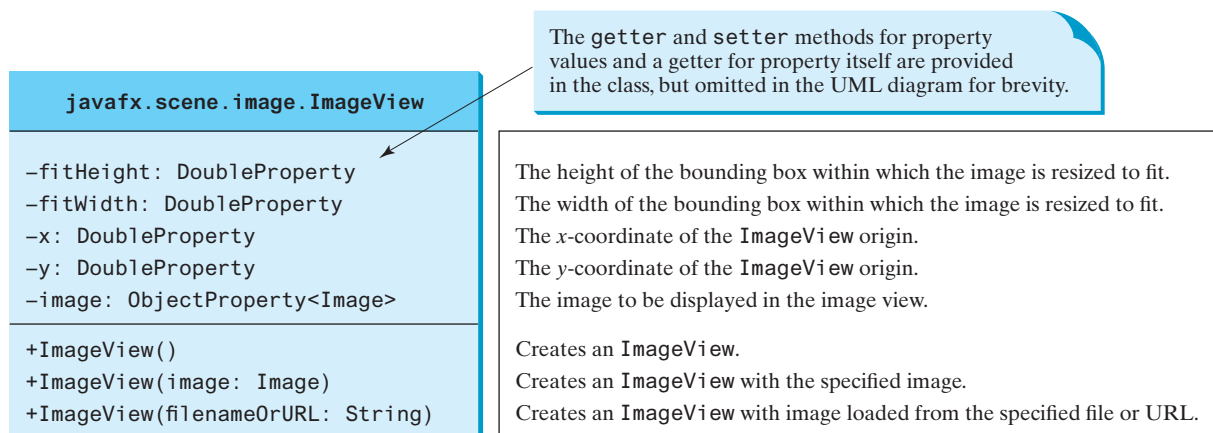 The getter and setter methods for property
values and a getter for property itself are provided
in the class, but omitted in the UML diagram for brevity.
javafx.scene.image.ImageView
–fitHeight: DoubleProperty
The height of the bounding box within which the image is resized to fit.
–fitWidth: DoubleProperty
The width of the bounding box within which the image is resized to fit.
–x: DoubleProperty
The x-coordinate of the ImageView origin.
–y: DoubleProperty
The y-coordinate of the ImageView origin.
–image: ObjectProperty<Image>
The image to be displayed in the image view.
+ImageView()
Creates an ImageView.
+ImageView(image: Image)
Creates an ImageView with the specified image.
+ImageView(filenameOrURL: String)
Creates an ImageView with image loaded from the specified file or URL.